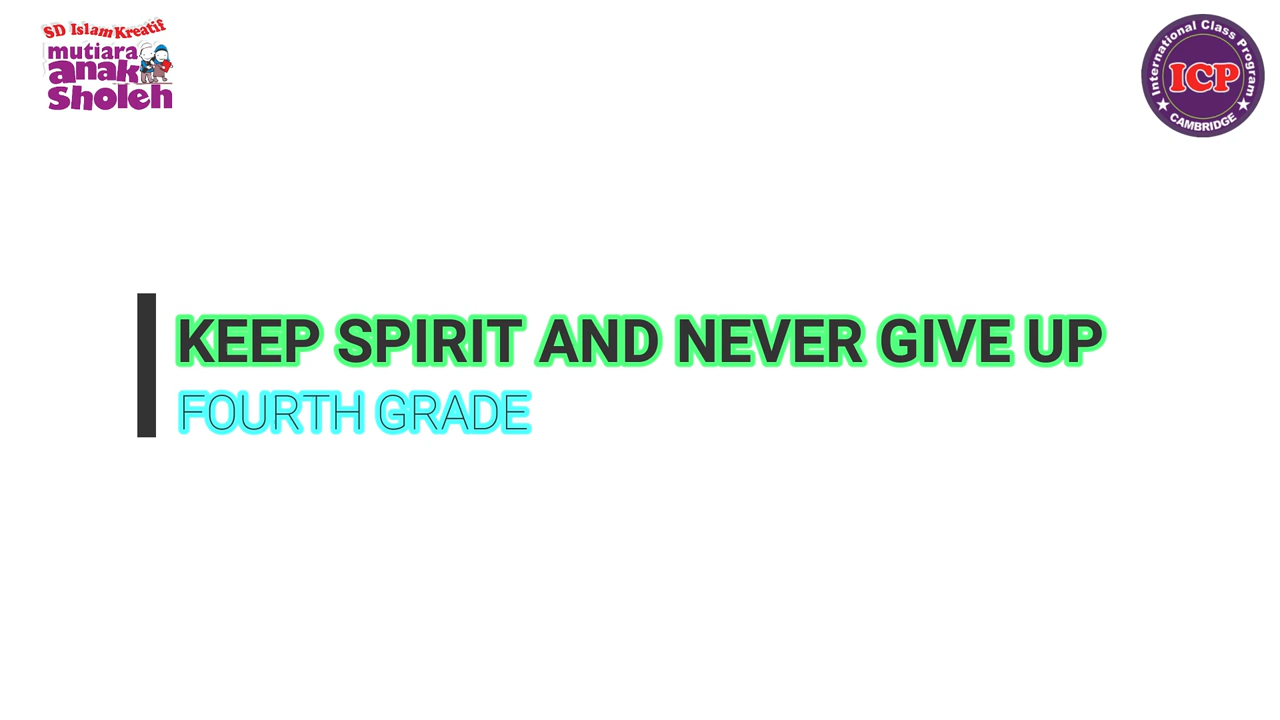 SD Islam Kreatif
mutiara
anak
Sholeh
International Class Program
ICP
CAMBRIDGE
KEEP SPIRIT AND NEVER GIVE UP
FOURTH GRADE